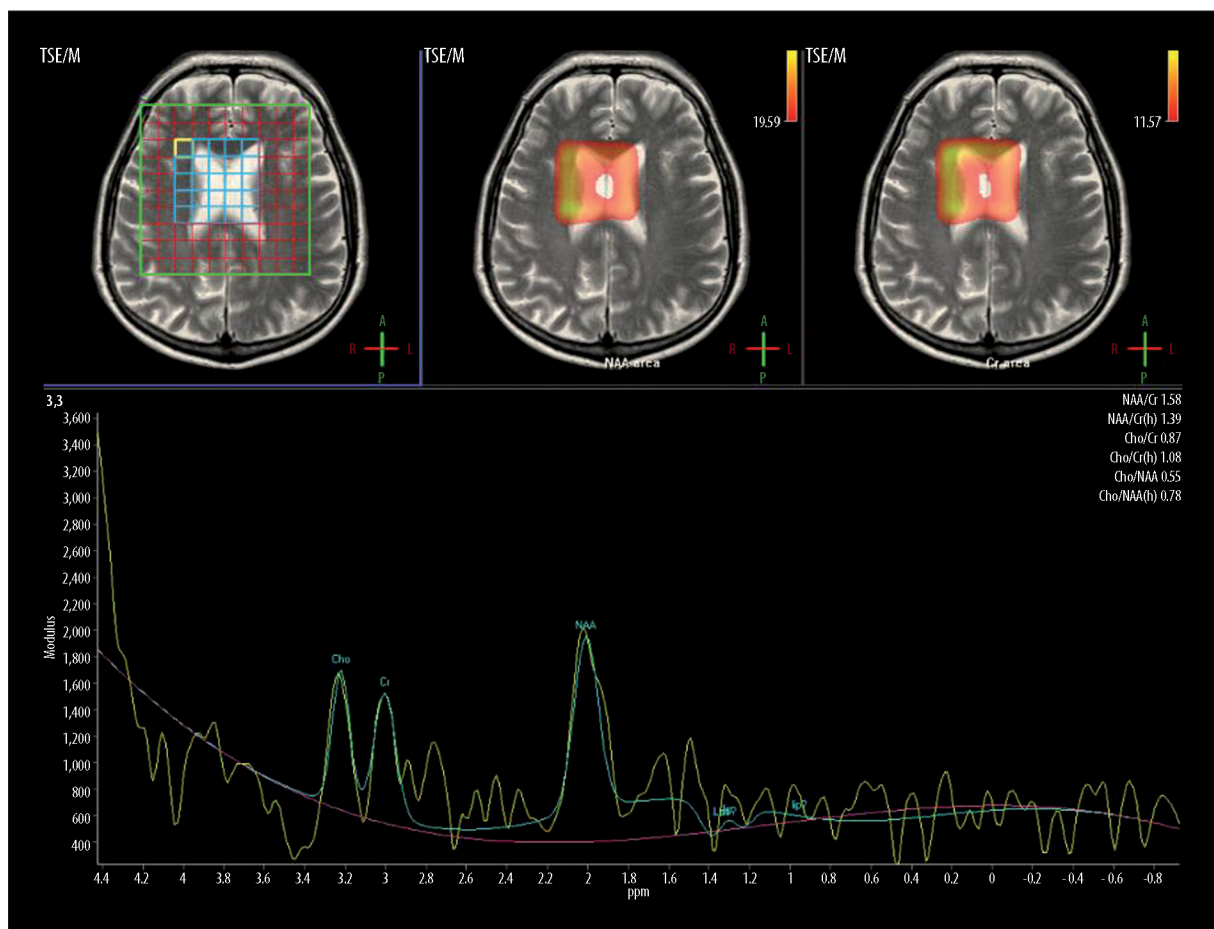 TSE/M
TSE/M
TSE/M
19.59
11.57
A
R L
P
A
R L
P
A
R L
P
NAA-area
Cr-area
3,3
NAA/Cr 1.58
NAA/Cr(h) 1.39
Cho/Cr 0.87
Cho/Cr(h) 1.08
Cho/NAA 0.55
Cho/NAA(h) 0.78
3,600
3,400
3,200
3,000
2,800
2,600
2,400
2,200
2,000
1,800
1,600
1,400
1,200
1,000
800
600
400
Modulus
Cho
Cr
NAA
lip?
4.4 4.2 4 3.8 3.6 3.4 3.2 3 2.8 2.6 2.4 2.2 2 1.8 1.6 1.4 1.2 1 0.8 0.6 0.4 0.2 0 -0.2 -0.4 -0.6 -0.8
ppm